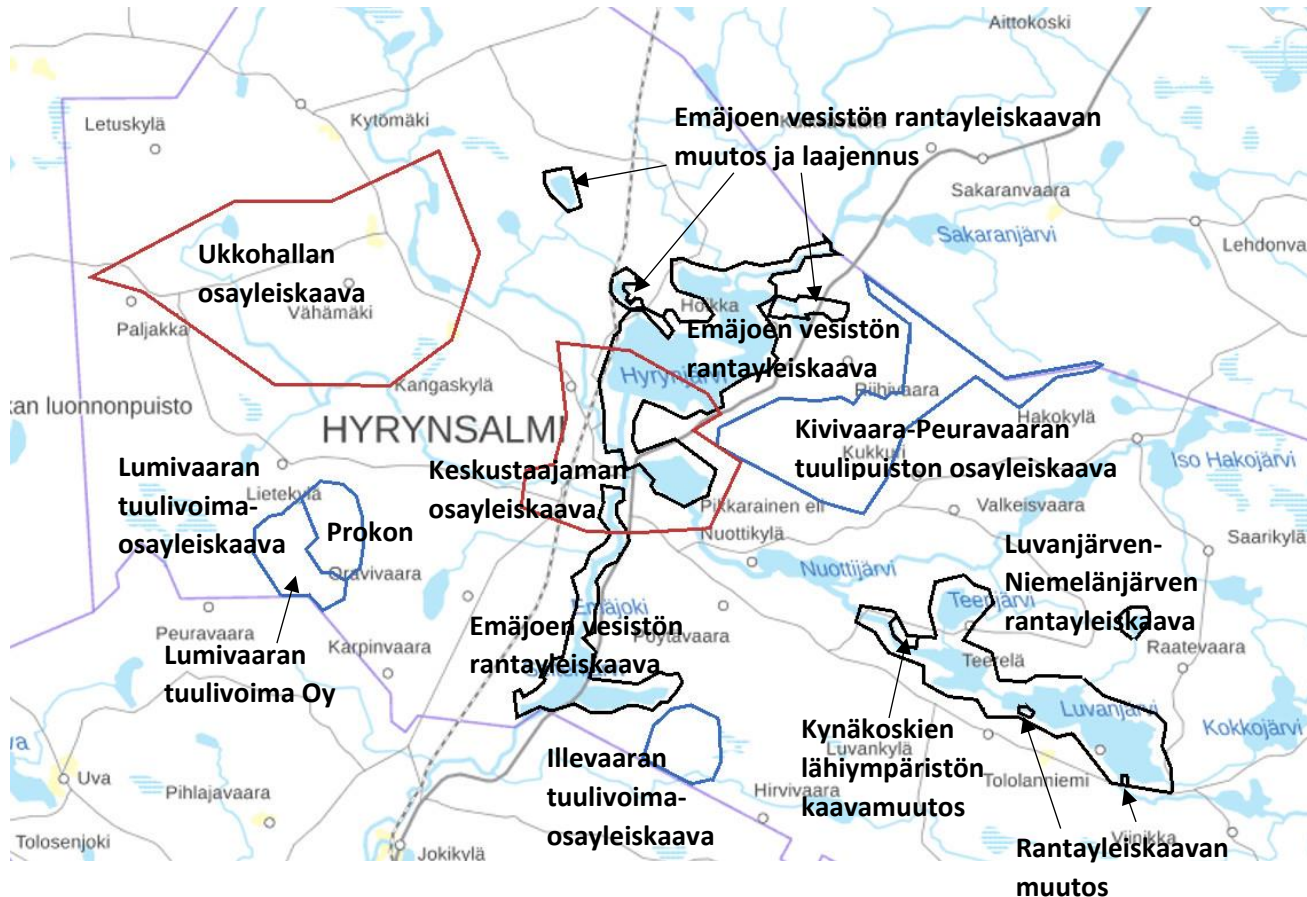 Aittokoski
Letuskylä
Kytömäki
Emäjoen vesistön rantayleiskaavan
muutos ja laajennus
Sakaranvaara
Sakaranjärvi
Lehdonva
Ukkohallan
osayleiskaava
Vähämäki
Paljakka
Hoikka
Emäjoen vesistön
rantayleiskaava
Hyrynjärvi
Riihivaara
Kangaskylä
kan luonnonpuisto
HYRYNSALMI
Hakokylä
Kivivaara-Peuravaaran
tuulipuiston osayleiskaava
Kukkuri
Iso Hakojärvi
Lumivaaran
tuulivoima-
osayleiskaava
Lietekylä
Prokon
Oravivaara
Keskustaajaman
osayleiskaava
Pikkarainen eli
Nuottikylä
Valkeisvaara
Saarikylä
Nuottijärvi
Luvanjärven-
Niemelänjärven
rantayleiskaava
Teerijärvi
Emäjoki
Peuravaara
Karpinvaara
Lumivaaran
tuulivoima Oy
Emäjoen vesistön
rantayleiskaava
Pöytävaara
Teerelä
Raatevaara
Luvanjärvi
Kokkojärvi
Kynäkoskien
lähiympäristön
kaavamuutos
Luvankylä
Tololanniemi
Illevaaran
tuulivoima-
osayleiskaava
Hirvivaara
va
Uva
Pihlajavaara
Tolosenjoki
Jokikylä
Viinikka
Rantayleiskaavan
muutos